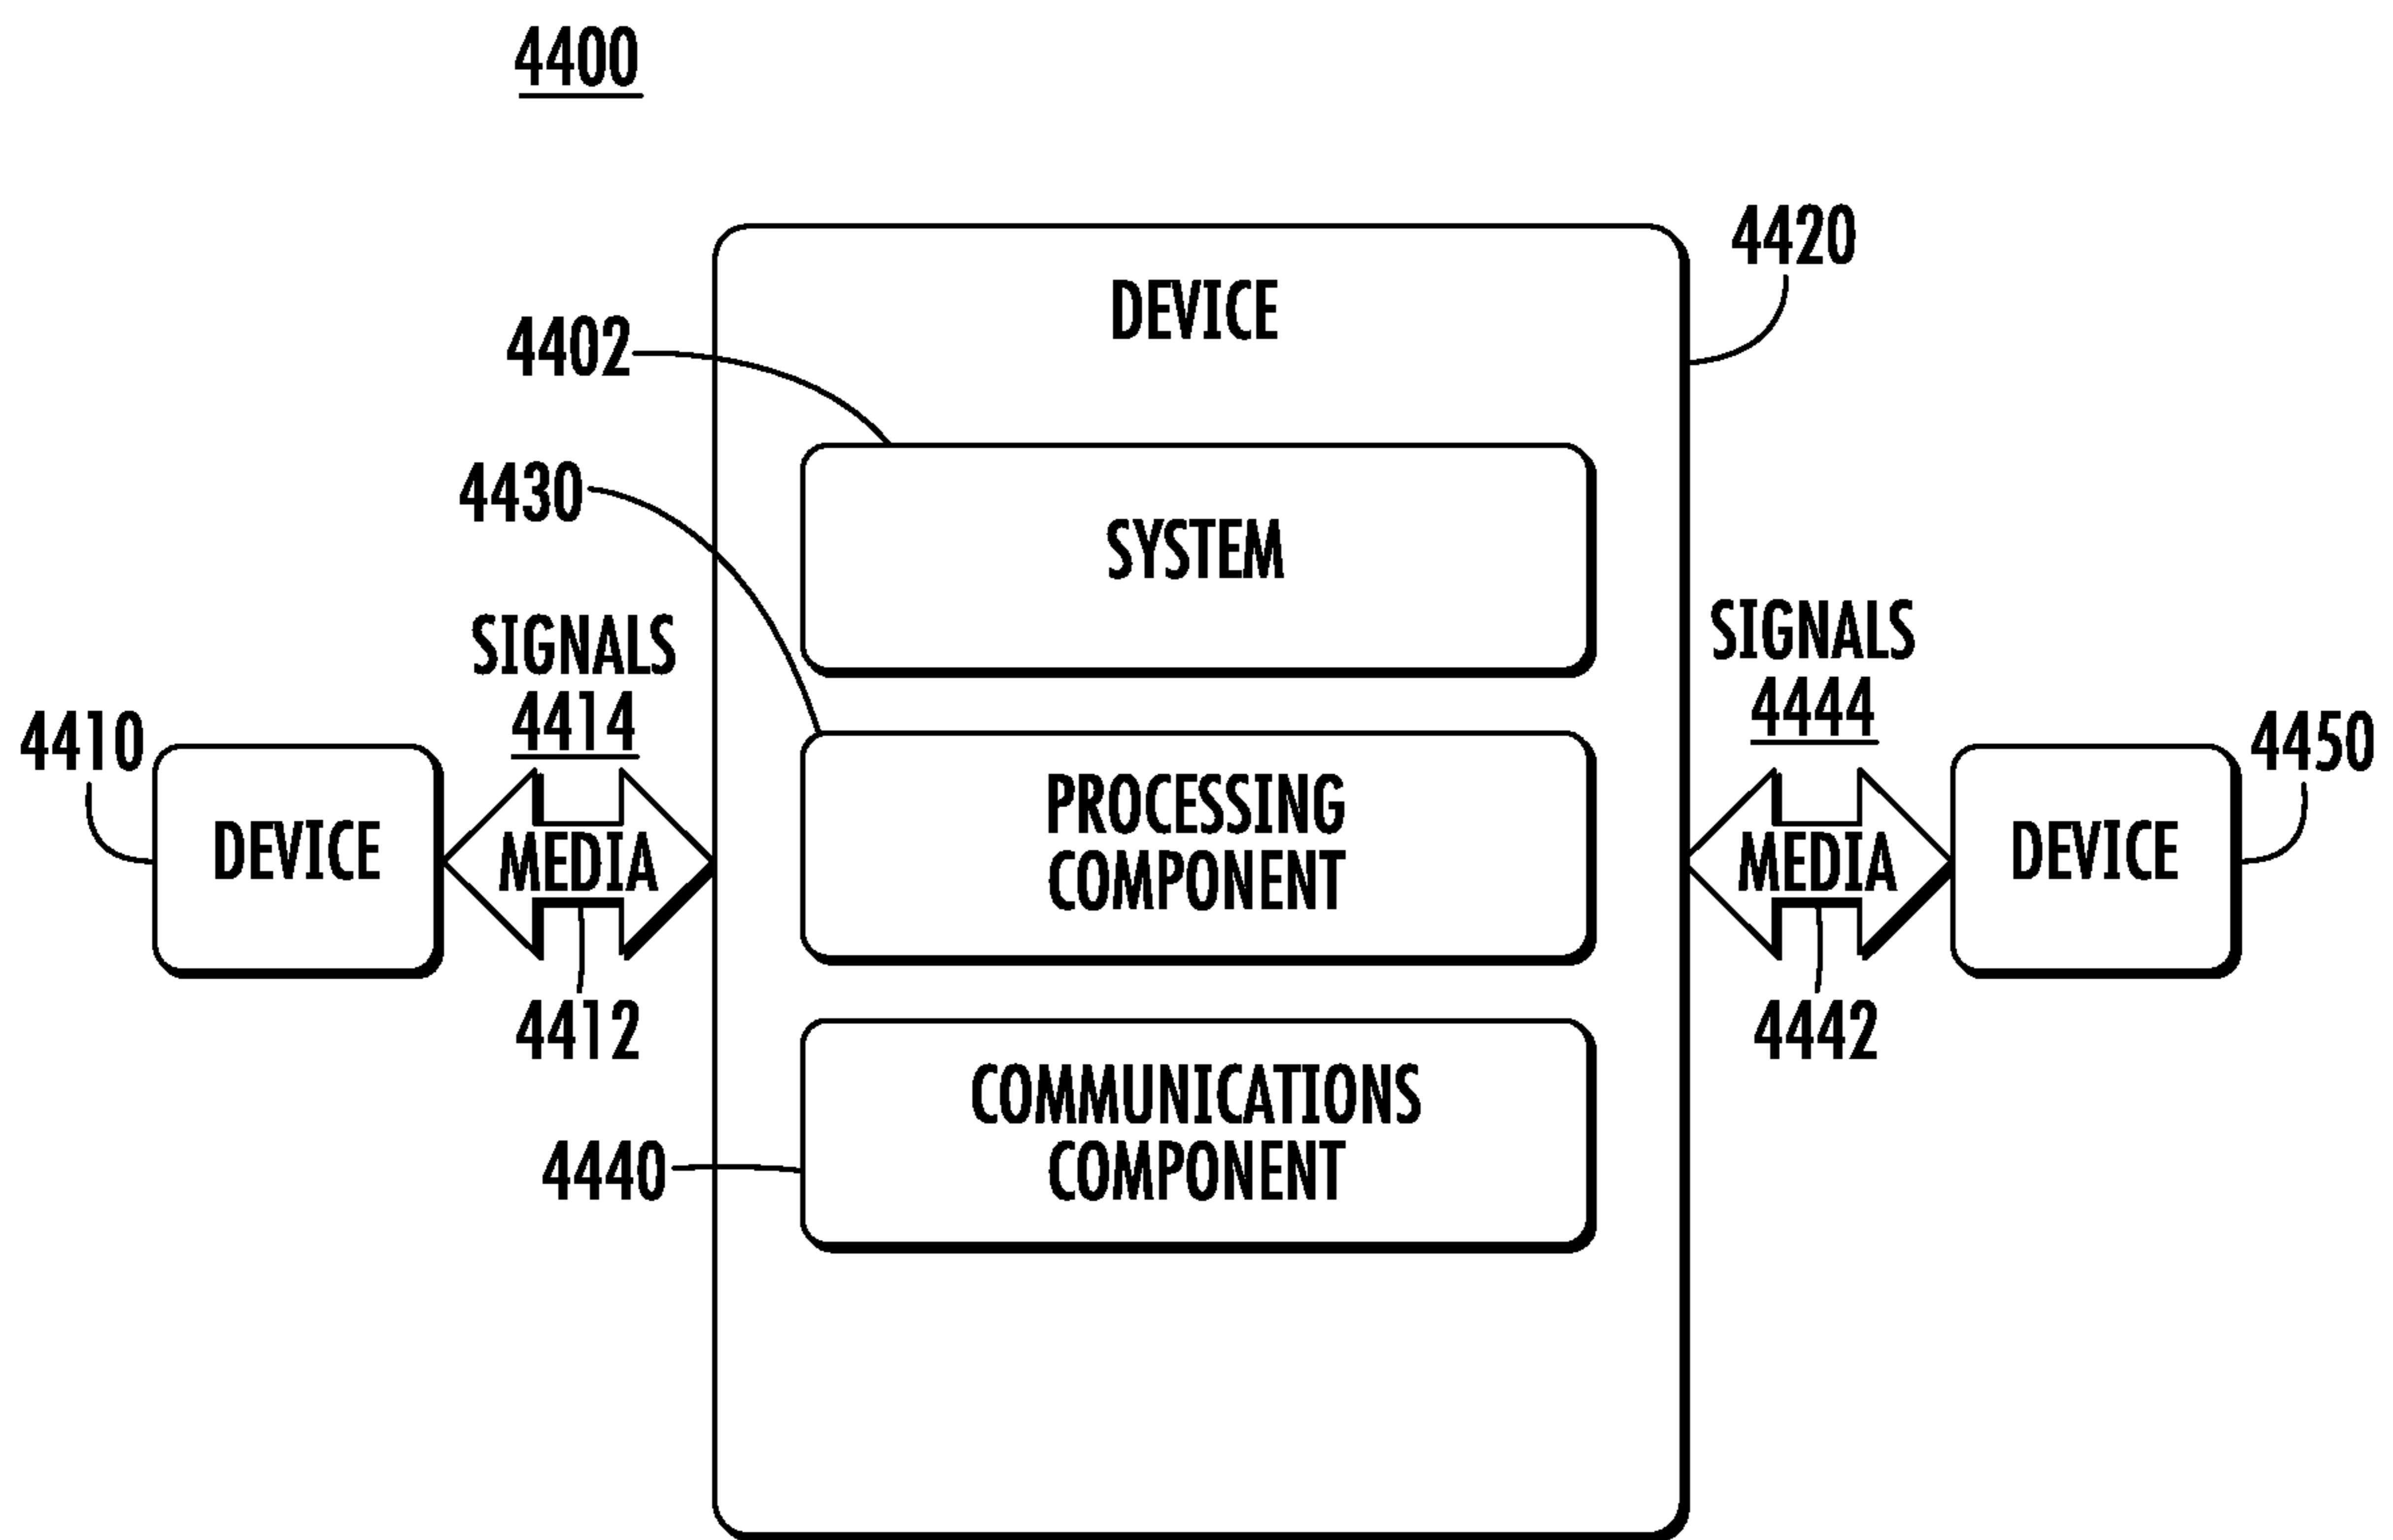 4400
4420
DEVICE
4402
4430
SYSTEM
SIGNALS
4414
SIGNALS
4444
4410
4450
DEVICE
MEDIA
PROCESSING
COMPONENT
MEDIA
DEVICE
4412
4442
COMMUNICATIONS
COMPONENT
4440